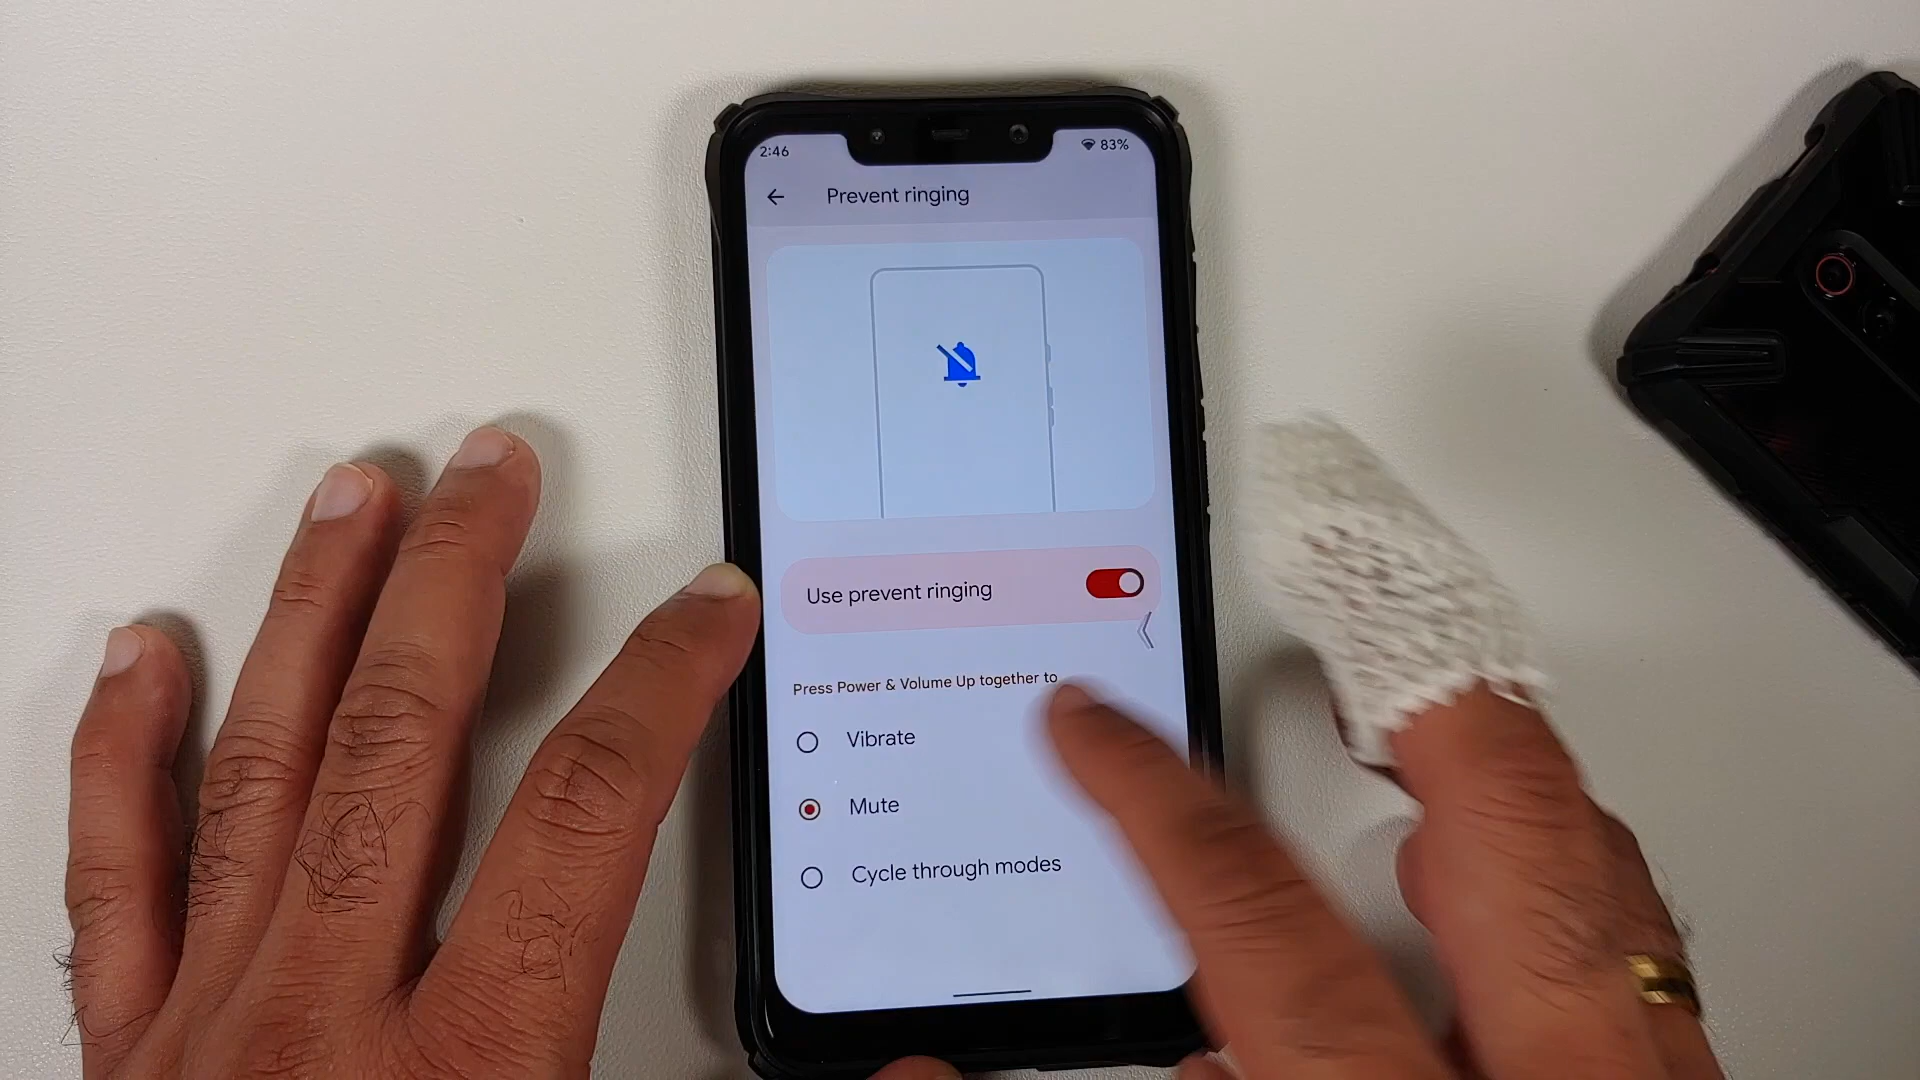 2:46
83%
Prevent ringing
Use prevent ringing
Press Power & Volume Up together to
Vibrate
Mute
Cycle through modes